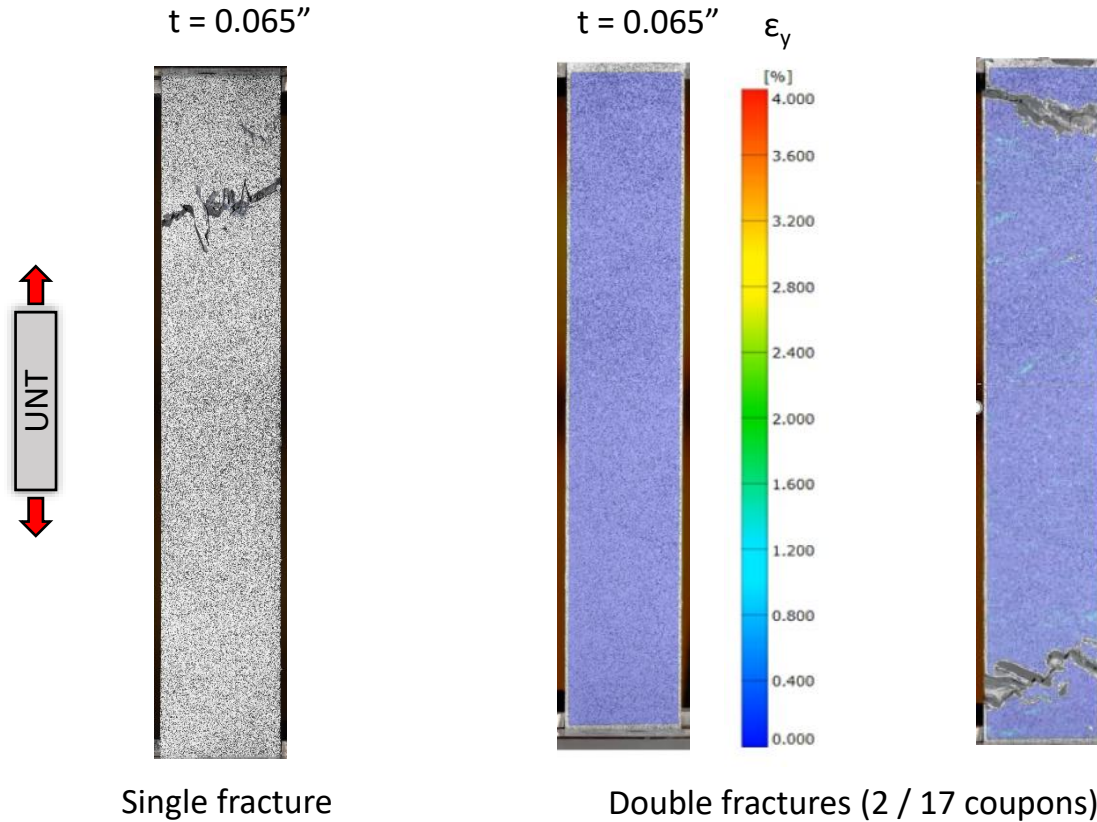 t = 0.065”
t = 0.065”
εy
[%]
4.000
3.600
3.200
2.800
2.400
2.000
1.600
1.200
0.800
0.400
0.000
UNT
Single fracture
Double fractures (2 / 17 coupons)